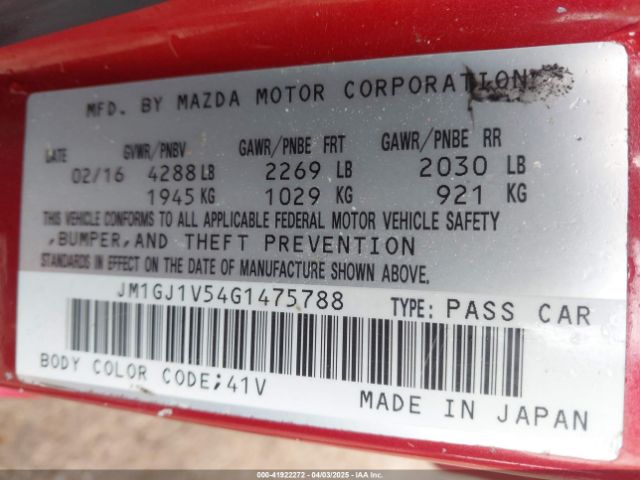 MFD. BY MAZDA MOTOR CORPORATION
DATE GVWR/PNBV GAWR/PNBE FRT GAWR/PNBE RR
02/16 4288 LB 2269 LB 2030 LB
1945 KG 1029 KG 921 KG
THIS VEHICLE CONFORMS TO ALL APPLICABLE FEDERAL MOTOR VEHICLE SAFETY
,BUMPER,AND THEFT PREVENTION
STANDARDS IN EFFECT ON THE DATE OF MANUFACTURE SHOWN ABOVE.
JM1GJ1V54G1475788 TYPE: PASS CAR
BODY COLOR CODE;41V
MADE IN JAPAN
000-41922272 - 04/03/2025 - IAA Inc.